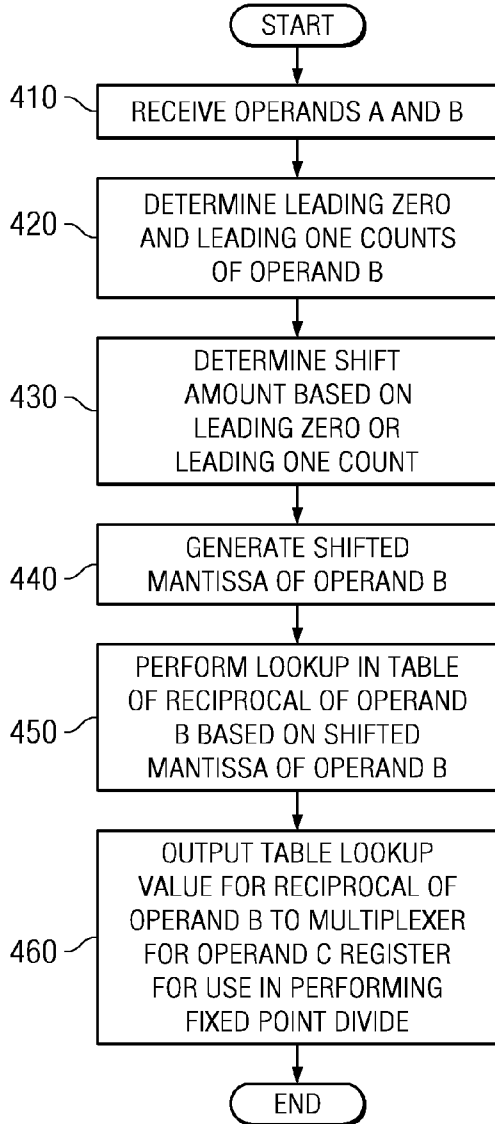 START
410
RECEIVE OPERANDS A AND B
420
DETERMINE LEADING ZERO
AND LEADING ONE COUNTS
OF OPERAND B
430
DETERMINE SHIFT
AMOUNT BASED ON
LEADING ZERO OR
LEADING ONE COUNT
440
GENERATE SHIFTED
MANTISSA OF OPERAND B
450
PERFORM LOOKUP IN TABLE
OF RECIPROCAL OF OPERAND
B BASED ON SHIFTED
MANTISSA OF OPERAND B
460
OUTPUT TABLE LOOKUP
VALUE FOR RECIPROCAL OF
OPERAND B TO MULTIPLEXER
FOR OPERAND C REGISTER
FOR USE IN PERFORMING
FIXED POINT DIVIDE
END